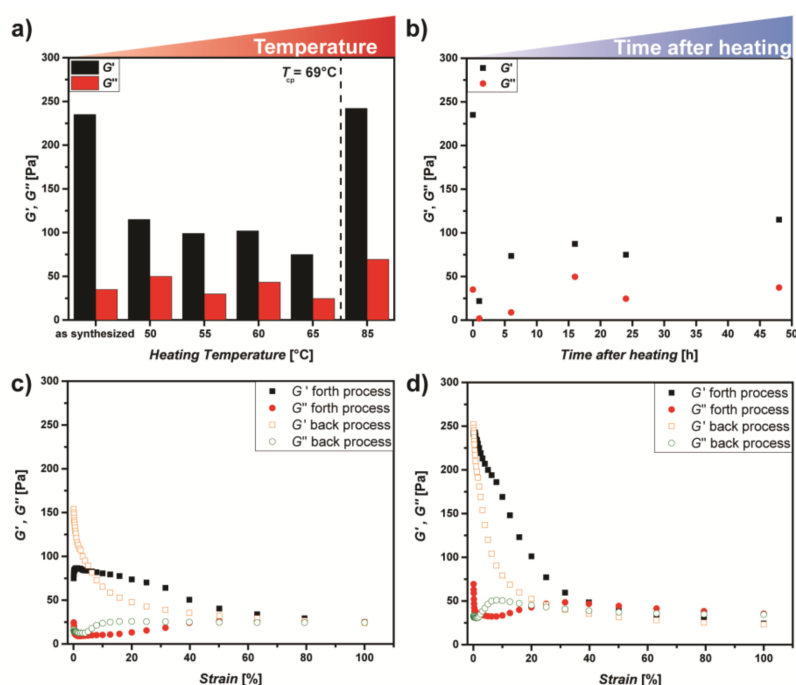 a)
Temperature
300
250
200
150
100
50
0
G', G'' [Pa]
G'
G''
Tcp = 69°C
as synthesized 50 55 60 65 85
Heating Temperature [°C]
b)
Time after heating
300
250
200
150
100
50
0
G', G'' [Pa]
G'
G''
0 5 10 15 20 25 30 35 40 45 50
Time after heating [h]
c)
300
250
200
150
100
50
0
G', G'' [Pa]
G' forth process
G'' forth process
G' back process
G'' back process
0 20 40 60 80 100
Strain [%]
d)
300
250
200
150
100
50
0
G', G'' [Pa]
G' forth process
G'' forth process
G' back process
G'' back process
0 20 40 60 80 100
Strain [%]